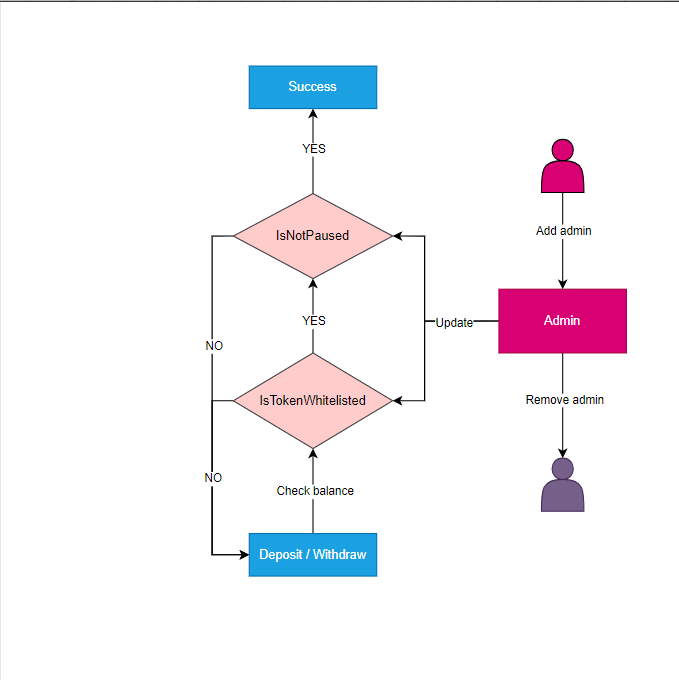 Success
YES
IsNotPaused
Add admin
YES
Update
Admin
NO
IsTokenWhitelisted
Remove admin
NO
Check balance
Deposit / Withdraw